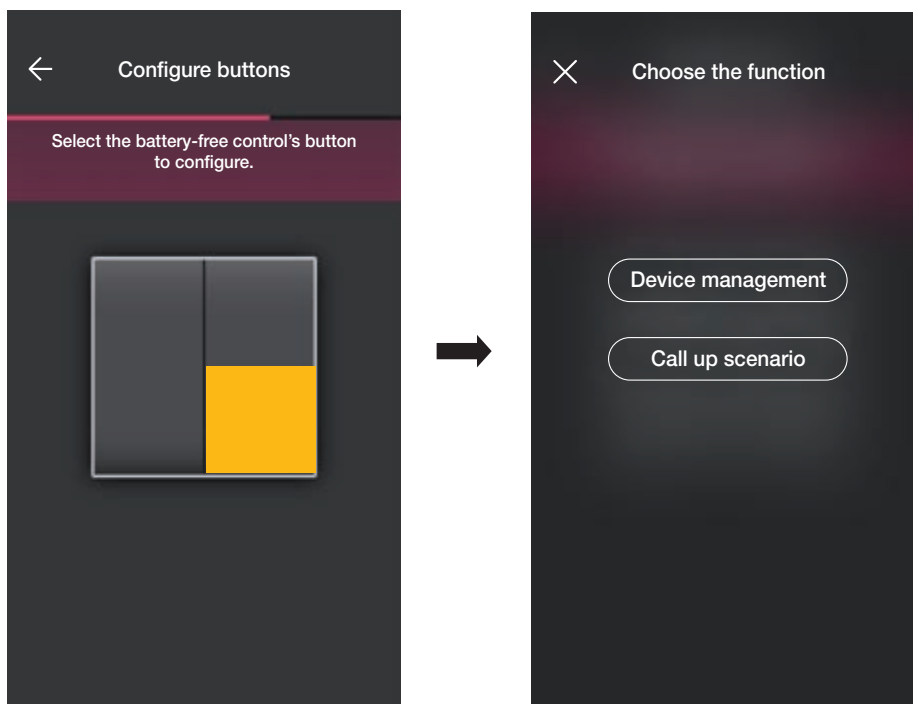 Configure buttons
Select the battery-free control's button
to configure.
Choose the function
Device management
Call up scenario